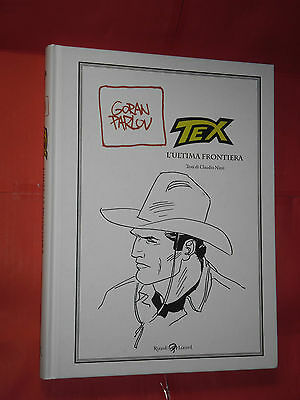 GORAN
PARLOV
TEX
L'ULTIMA FRONTIERA
Testi di Claudio Nizzi
Rizzoli Lizard